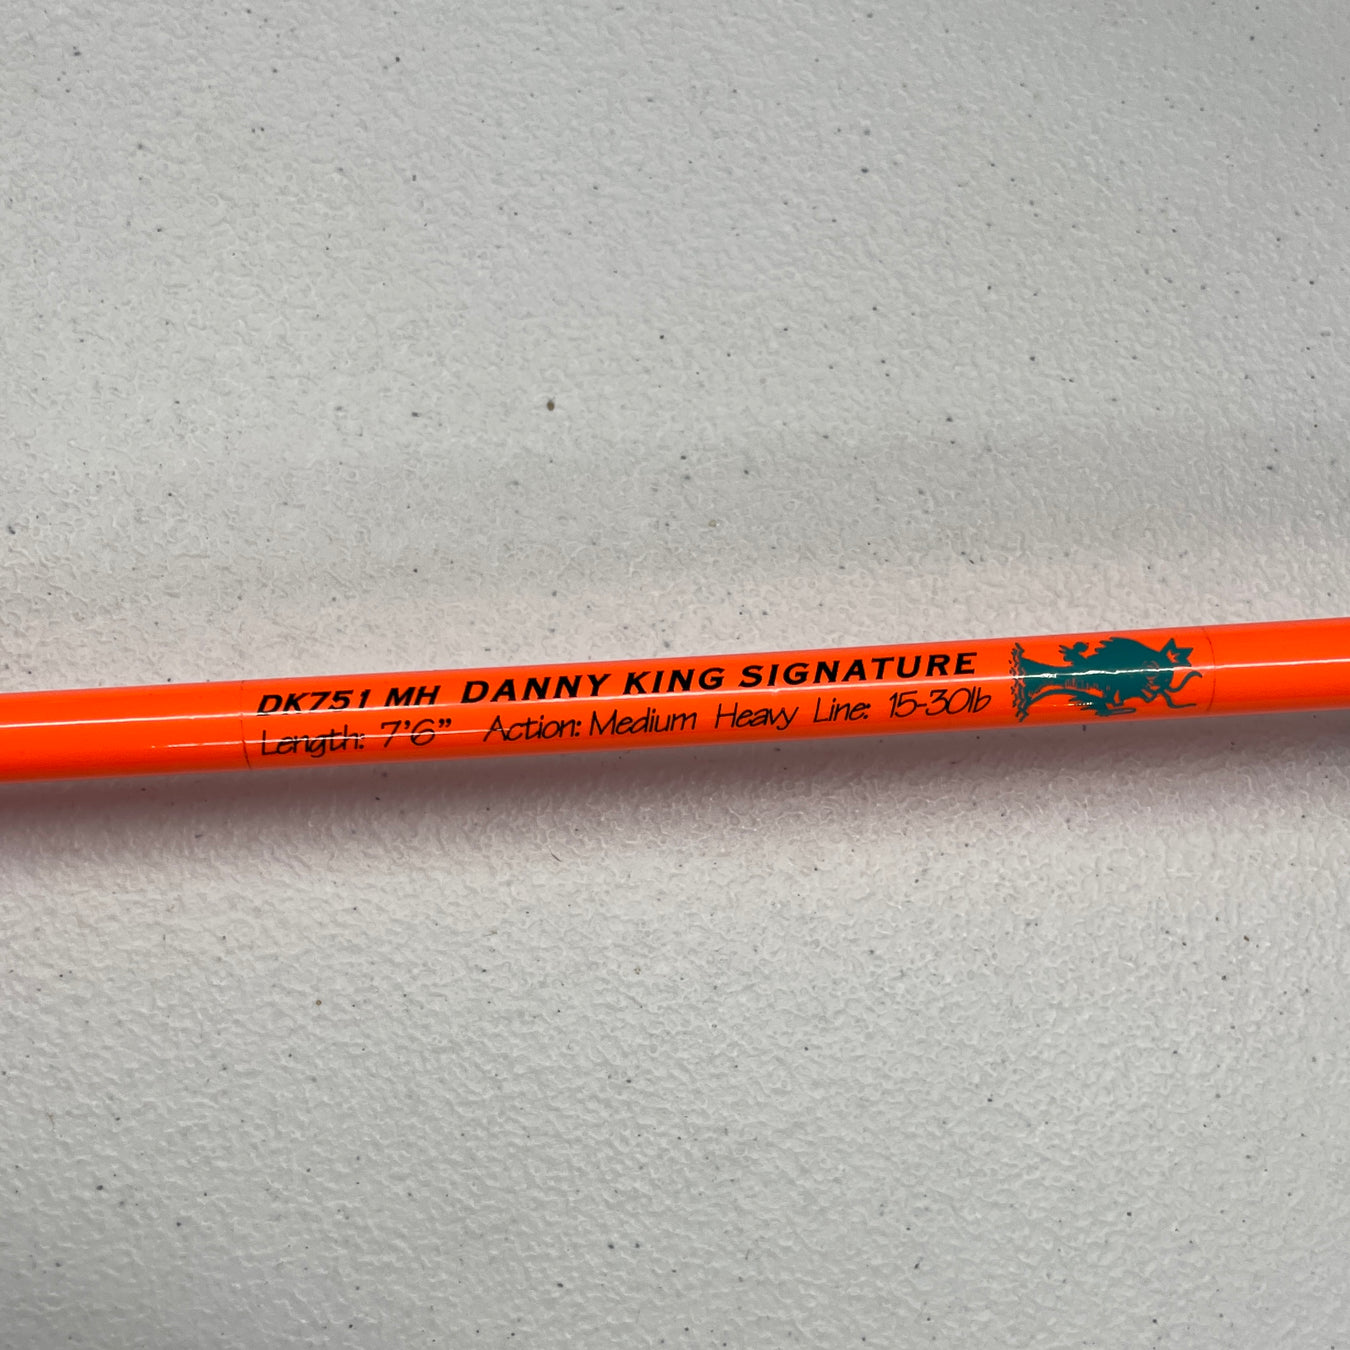 DK751 MH DANNY KING SIGNATURE
Length: 7'6" Action: Medium Heavy Line: 15-30lb